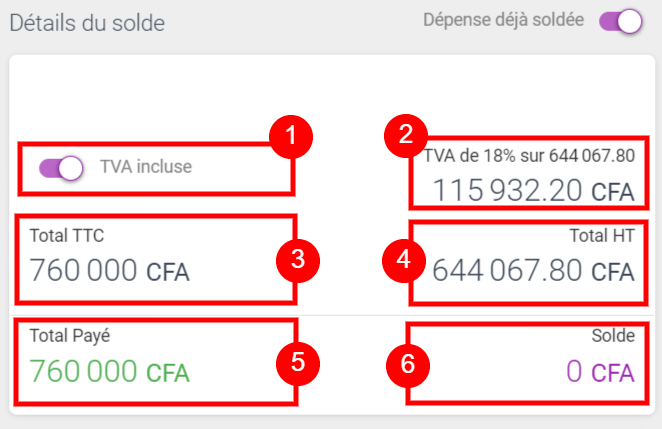 Détails du solde
Dépense déjà soldée
1
TVA incluse
2
TVA de 18% sur 644 067.80
115 932.20 CFA
Total TTC
760 000 CFA
3
4
Total HT
644 067.80 CFA
Total Payé
760 000 CFA
5
6
Solde
0 CFA